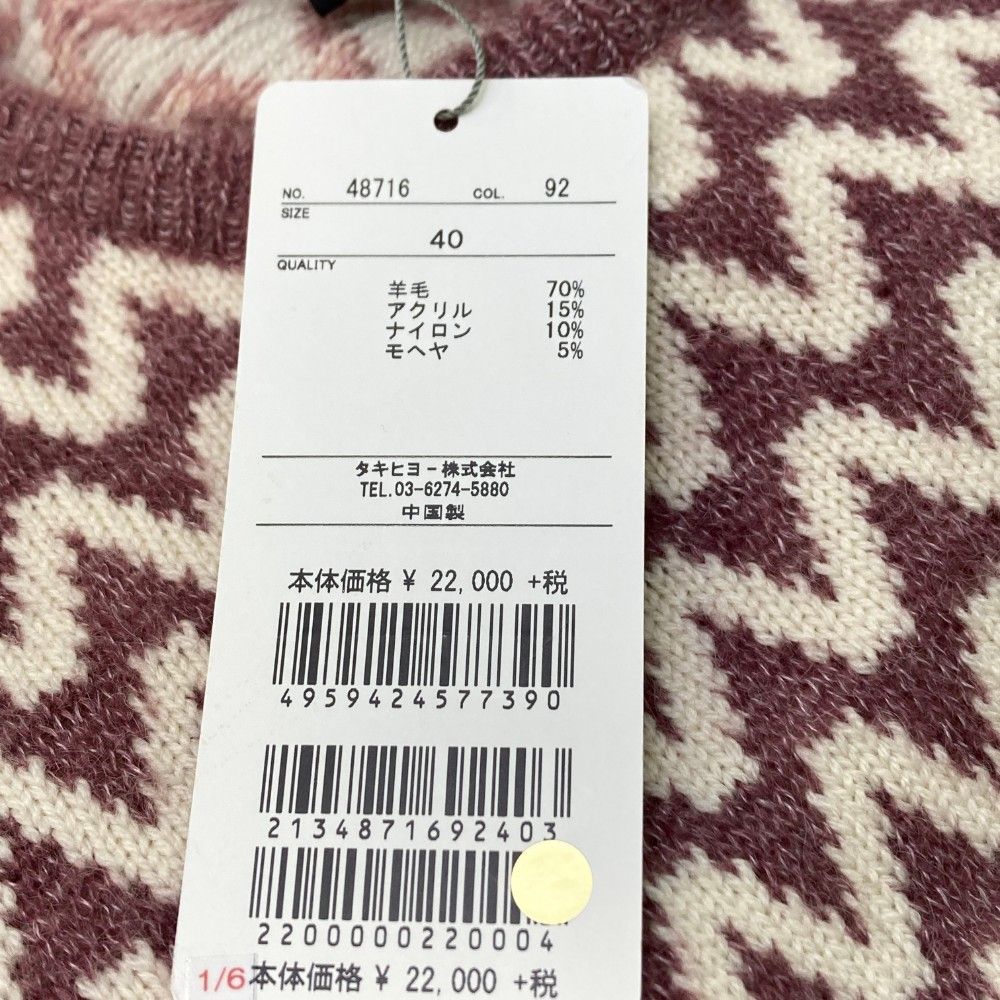 NO. 48716 COL. 92
SIZE
40
QUALITY
羊毛 70%
アクリル 15%
ナイロン 10%
モヘヤ 5%
タキヒヨー株式会社
TEL.03-6274-5880
中国製
本体価格 ¥ 22,000 +税
4959424577390
2134871692403
2200000220004
1/6 本体価格 ¥ 22,000 +税